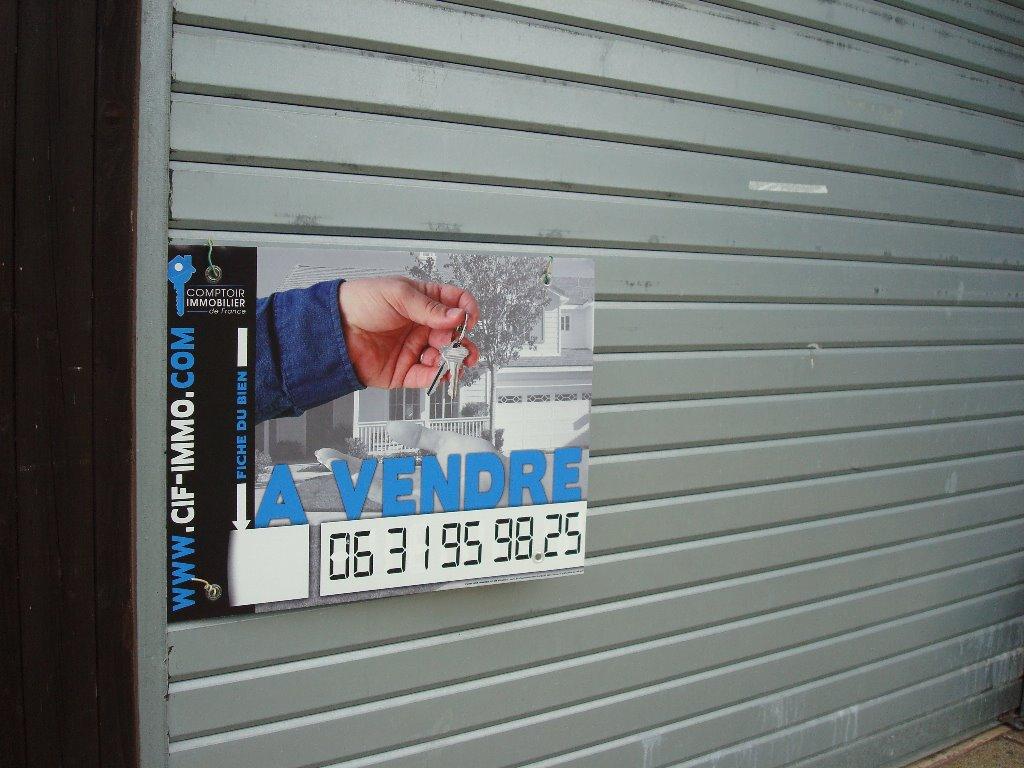 COMPTOIR
IMMOBILIER
de France
WWW.CIF-IMMO.COM
FICHE DU BIEN
A VENDRE
06 31 95 98.25